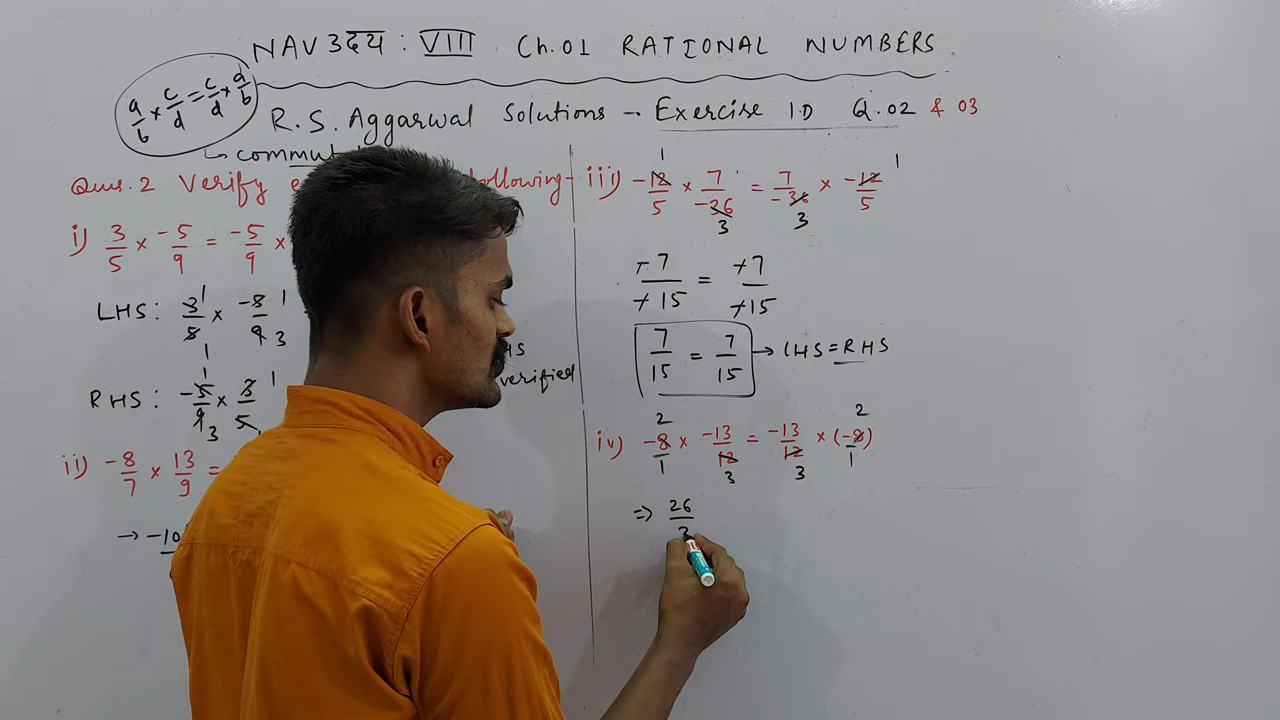 NAV उदय : VIII Ch.01 RATIONAL NUMBERS
a/b × c/d = c/d × a/b
R.S. Aggarwal Solutions -- Exercise 1D Q.02 & 03
↳ commut
Ques.2 Verify following-
i) 3/5 × -5/9 = -5/9 ×
LHS: 3/5 × -5/9
RHS: -5/9 × 3/5
verified
ii) -8/7 × 13/9 =
→ -10
iii) -12/5 × 7/-36 = 7/-36 × -12/5
+7/+15 = +7/+15
7/15 = 7/15 → LHS = RHS
iv) -8/1 × -13/12 = -13/12 × (-8)/1
⇒ 26/3